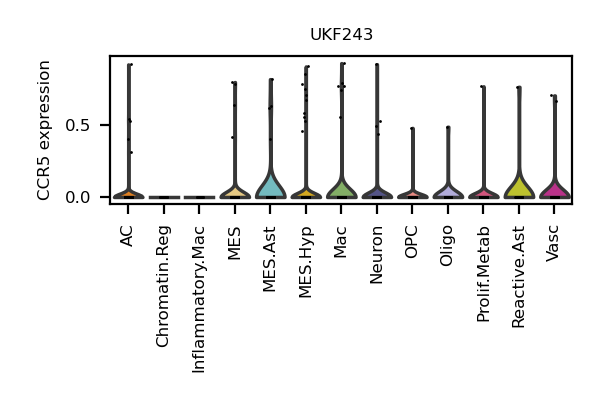 UKF243
CCR5 expression
0.5
0.0
AC
Chromatin.Reg
Inflammatory.Mac
MES
MES.Ast
MES.Hyp
Mac
Neuron
OPC
Oligo
Prolif.Metab
Reactive.Ast
Vasc